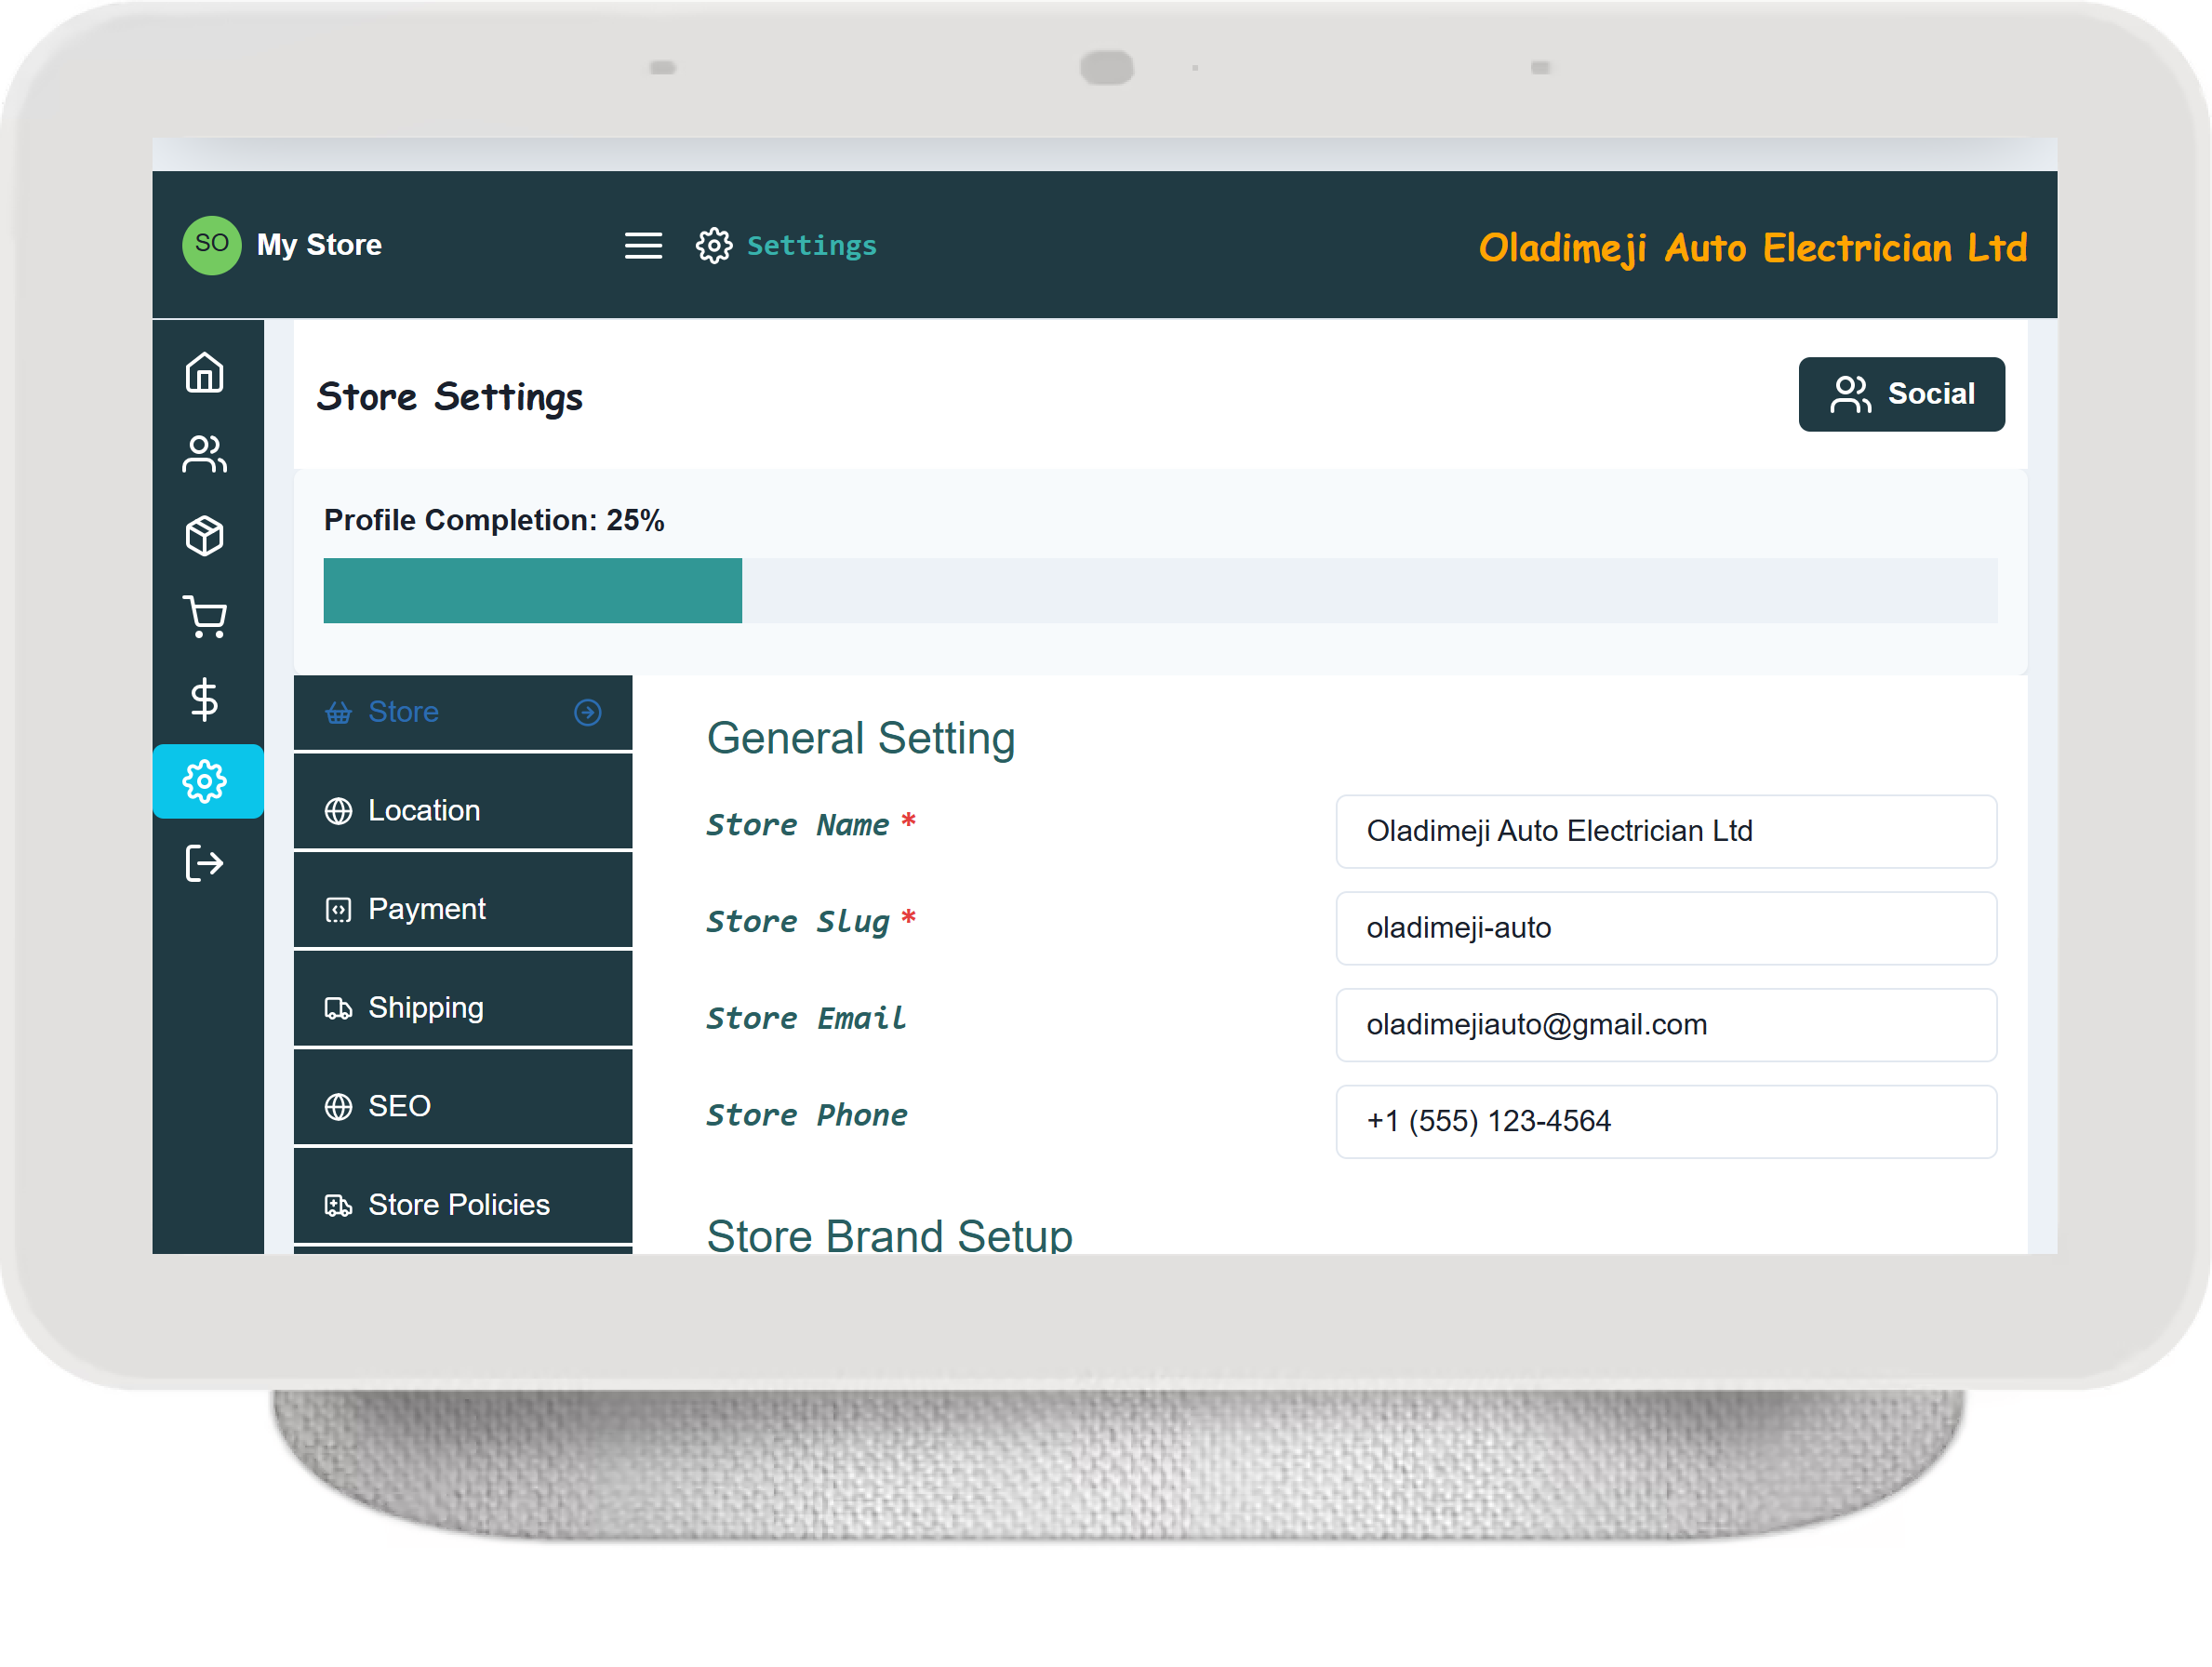 SO My Store Settings Oladimeji Auto Electrician Ltd
Store Settings Social
Profile Completion: 25%
Store
Location
Payment
Shipping
SEO
Store Policies
General Setting
Store Name * Oladimeji Auto Electrician Ltd
Store Slug * oladimeji-auto
Store Email oladimejiauto@gmail.com
Store Phone +1 (555) 123-4564
Store Brand Setup